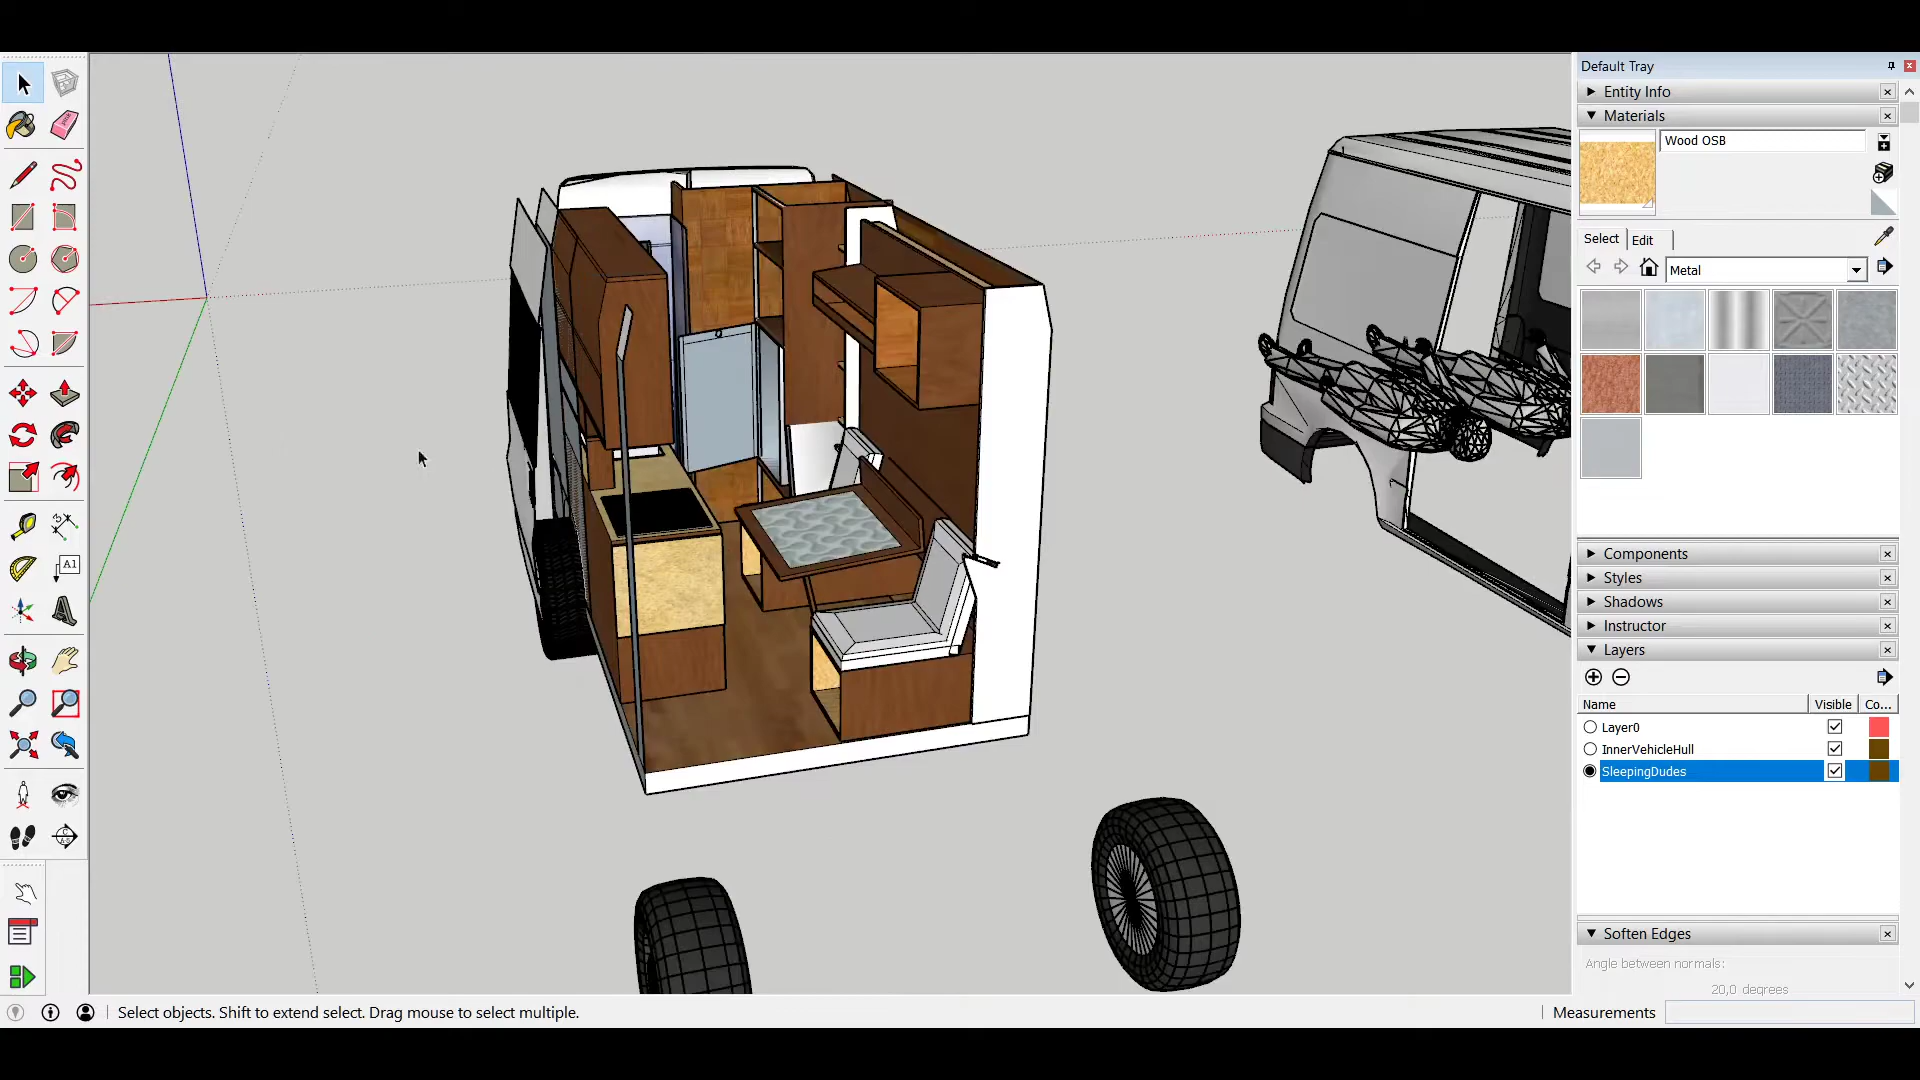 Default Tray
Entity Info
Materials
Wood OSB
Select
Edit
Metal
A1
Components
Styles
Shadows
Instructor
Layers
Name
Visible
Co...
Layer0
InnerVehicleHull
SleepingDudes
Soften Edges
Angle between normals:
20,0 degrees
Select objects. Shift to extend select. Drag mouse to select multiple.
Measurements